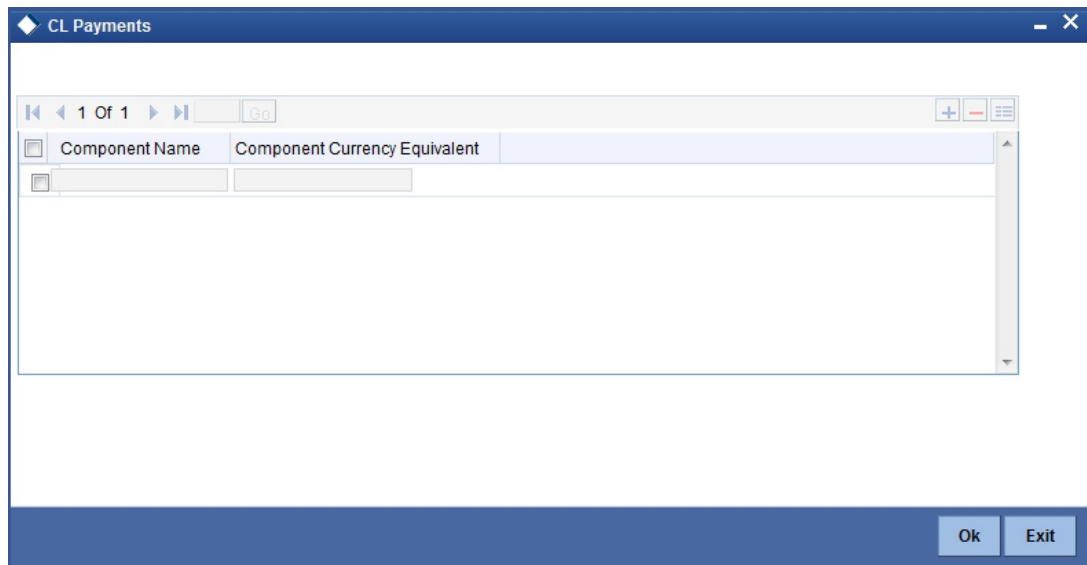 CL Payments
1 Of 1 Go
Component Name Component Currency Equivalent
Ok Exit